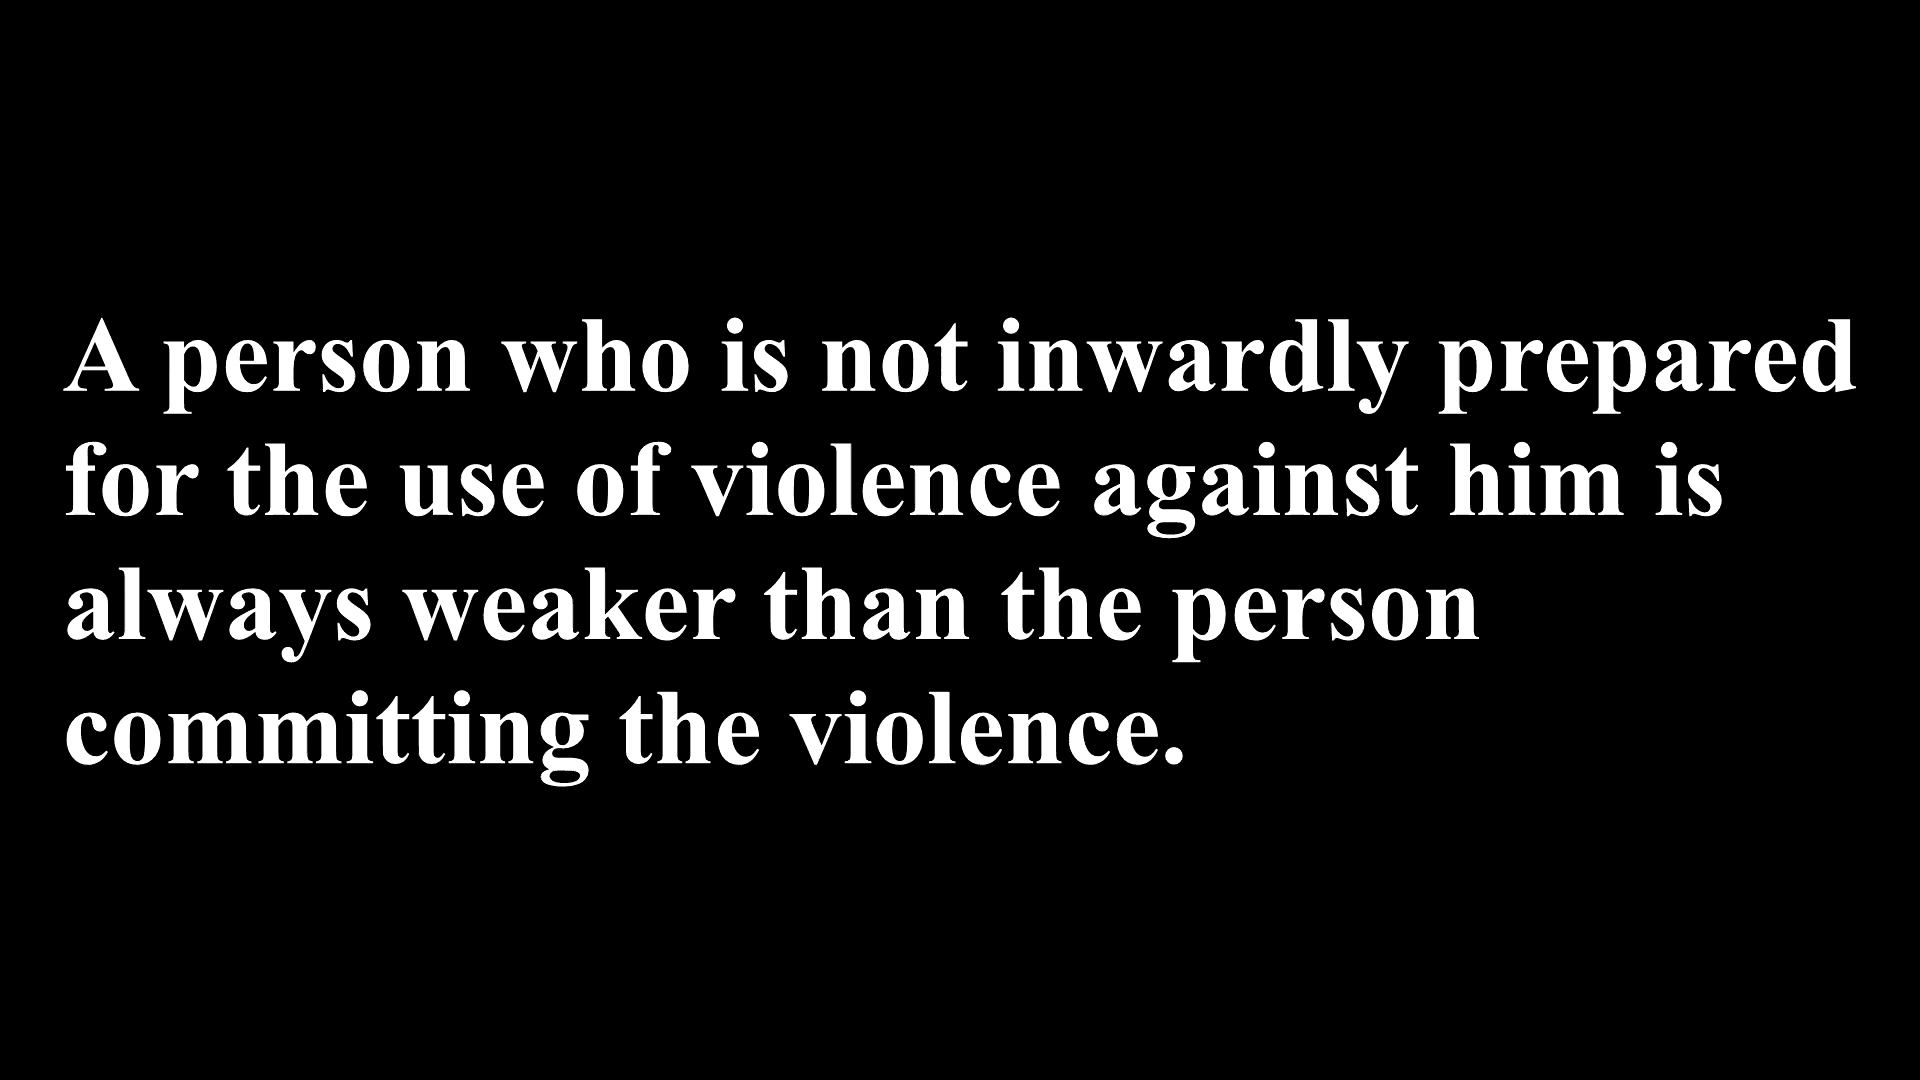 A person who is not inwardly prepared
for the use of violence against him is
always weaker than the person
committing the violence.